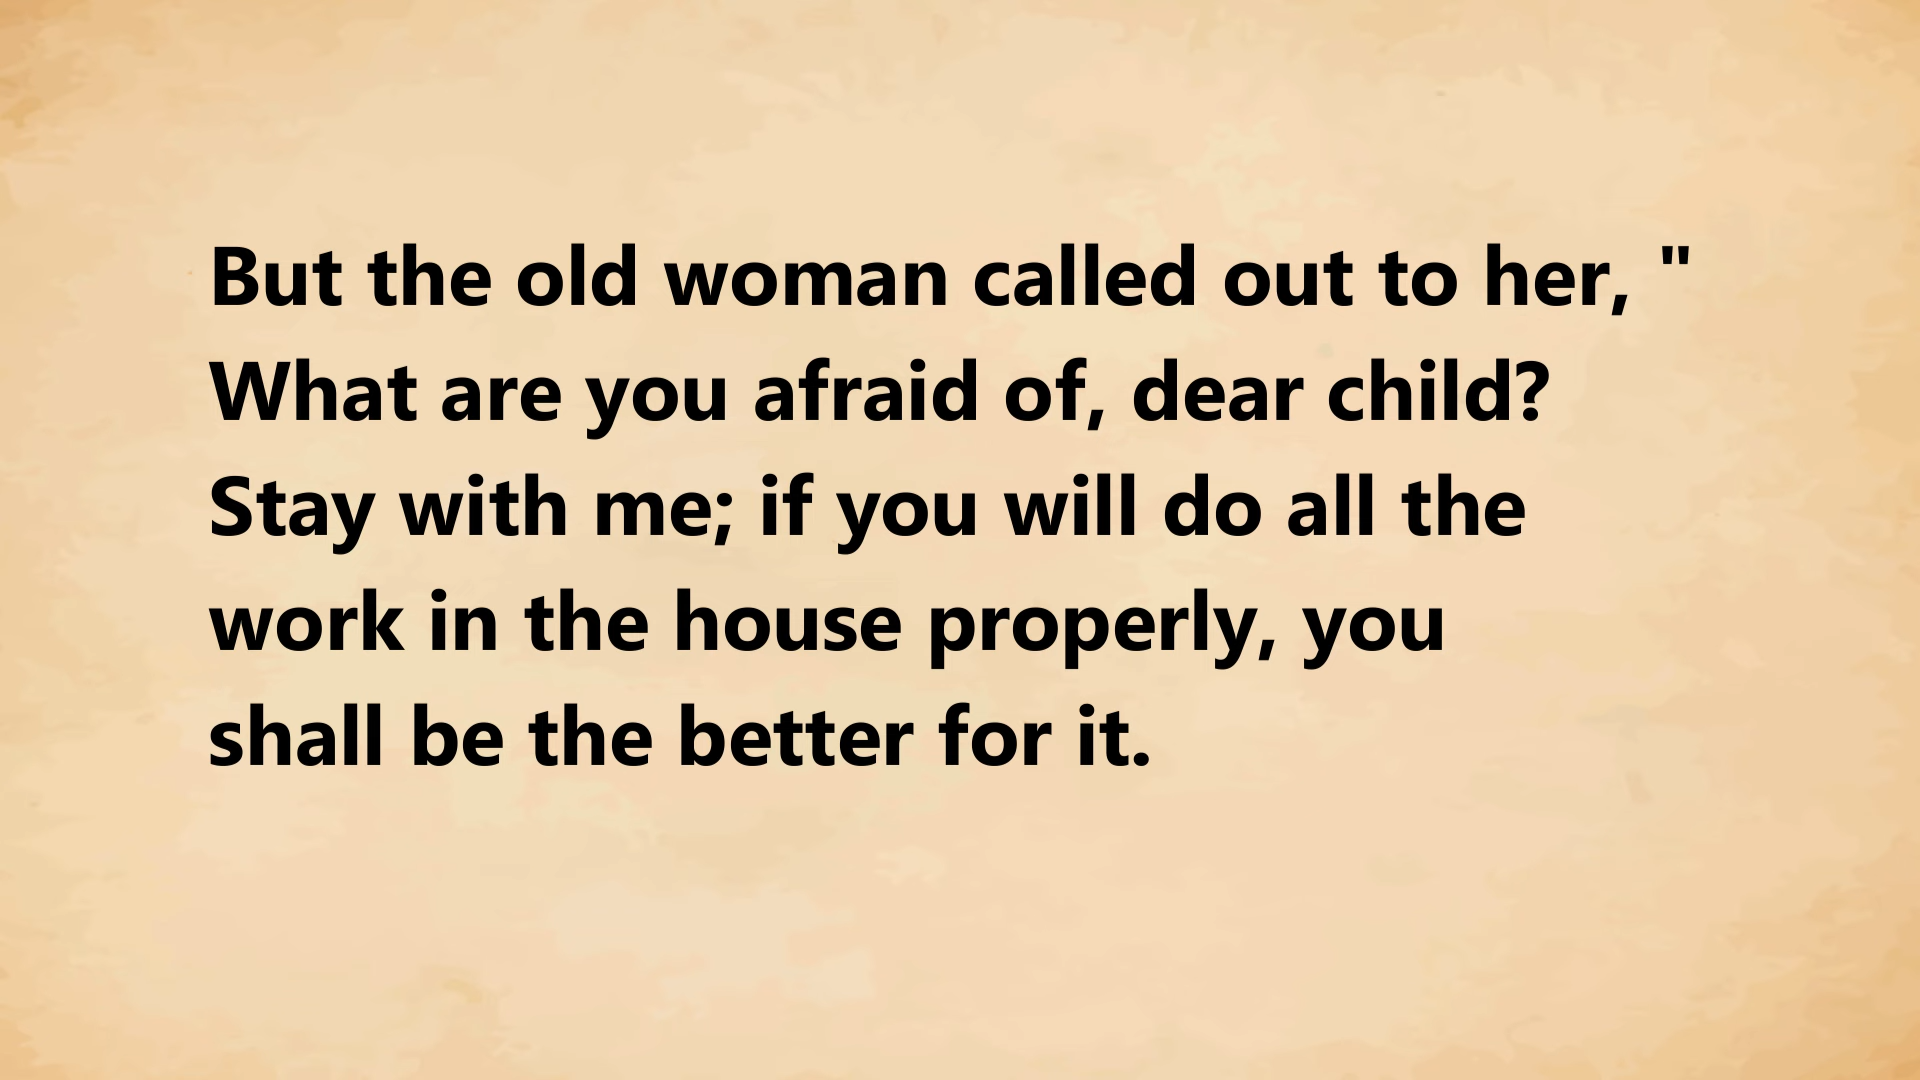 But the old woman called out to her, "
What are you afraid of, dear child?
Stay with me; if you will do all the
work in the house properly, you
shall be the better for it.